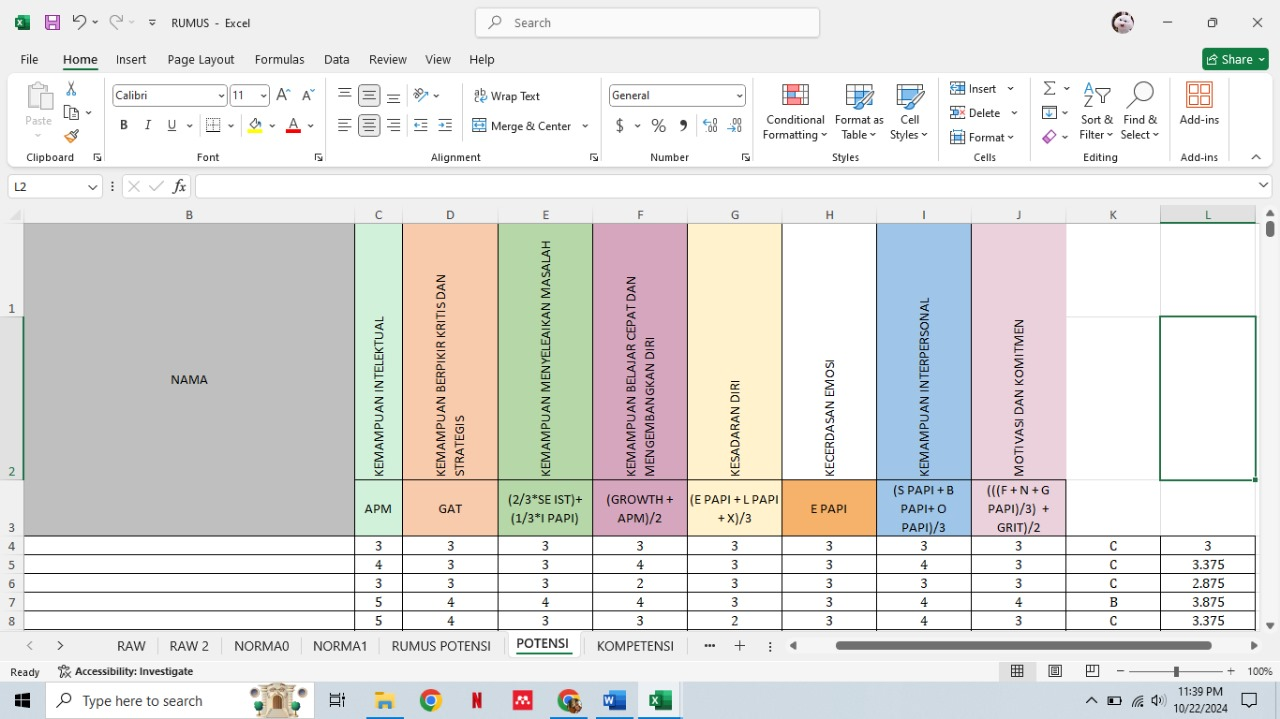 RUMUS - Excel
Search
File Home Insert Page Layout Formulas Data Review View Help
Share
Paste
Calibri 11
B I U
A A
Wrap Text
Merge & Center
General
$ % 9
Conditional Formatting
Format as Table
Cell Styles
Insert
Delete
Format
Sort & Filter
Find & Select
Add-ins
Clipboard Font Alignment Number Styles Cells Editing Add-ins
L2 fx
B C D E F G H I J K L
1
2
3
NAMA
KEMAMPUAN INTELEKTUAL
KEMAMPUAN BERPIKIR KRITIS DAN
STRATEGIS
KEMAMPUAN MENYELEAIKAN MASALAH
KEMAMPUAN BELAJAR CEPAT DAN
MENGEMBANGKAN DIRI
KESADARAN DIRI
KECERDASAN EMOSI
KEMAMPUAN INTERPERSONAL
MOTIVASI DAN KOMITMEN
APM
GAT
(2/3*SE IST)+
(1/3*I PAPI)
(GROWTH +
APM)/2
(E PAPI + L PAPI
+ X)/3
E PAPI
(S PAPI + B
PAPI+ O
PAPI)/3
(((F + N + G
PAPI)/3) +
GRIT)/2
4 3 3 3 3 3 3 3 3 C 3
5 4 3 3 4 3 3 4 3 C 3.375
6 3 3 3 2 3 3 3 3 C 2.875
7 5 4 4 4 3 3 4 4 B 3.875
8 5 4 3 3 2 3 4 3 C 3.375
RAW RAW 2 NORMA0 NORMA1 RUMUS POTENSI POTENSI KOMPETENSI ...
Ready Accessibility: Investigate 100%
Type here to search
11:39 PM
10/22/2024